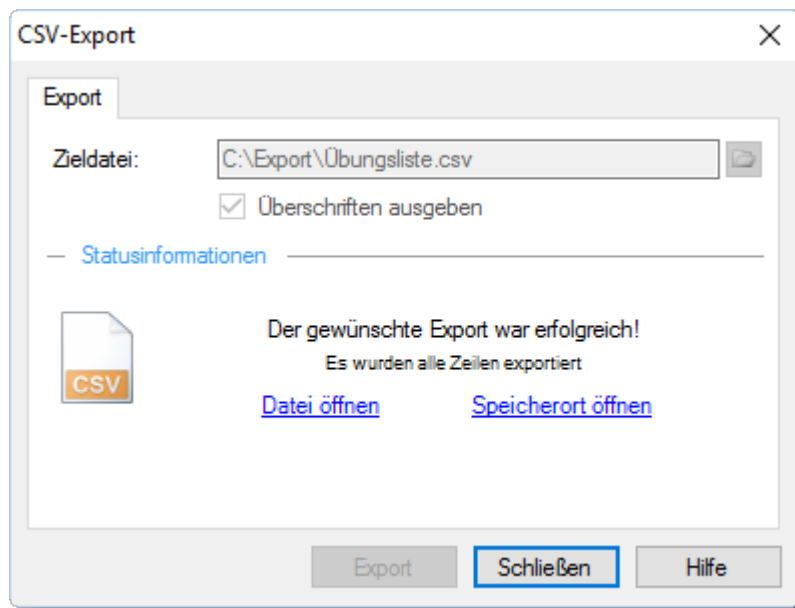 CSV-Export
Export
Zieldatei: C:\Export\Übungsliste.csv
Überschriften ausgeben
Statusinformationen
Der gewünschte Export war erfolgreich!
Es wurden alle Zeilen exportiert
CSV
Datei öffnen Speicherort öffnen
Export Schließen Hilfe